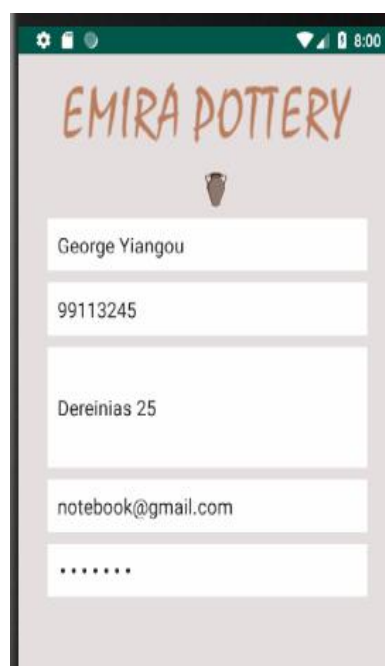 8:00
EMIRA POTTERY
George Yiangou
99113245
Dereinias 25
notebook@gmail.com
•••••••